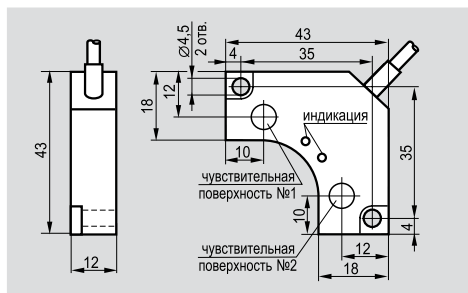 Ø4,5
2 отв.
43
4
35
18
12
10
индикация
чувствительная
поверхность №1
43
35
10
4
чувствительная
поверхность №2
12
12
18